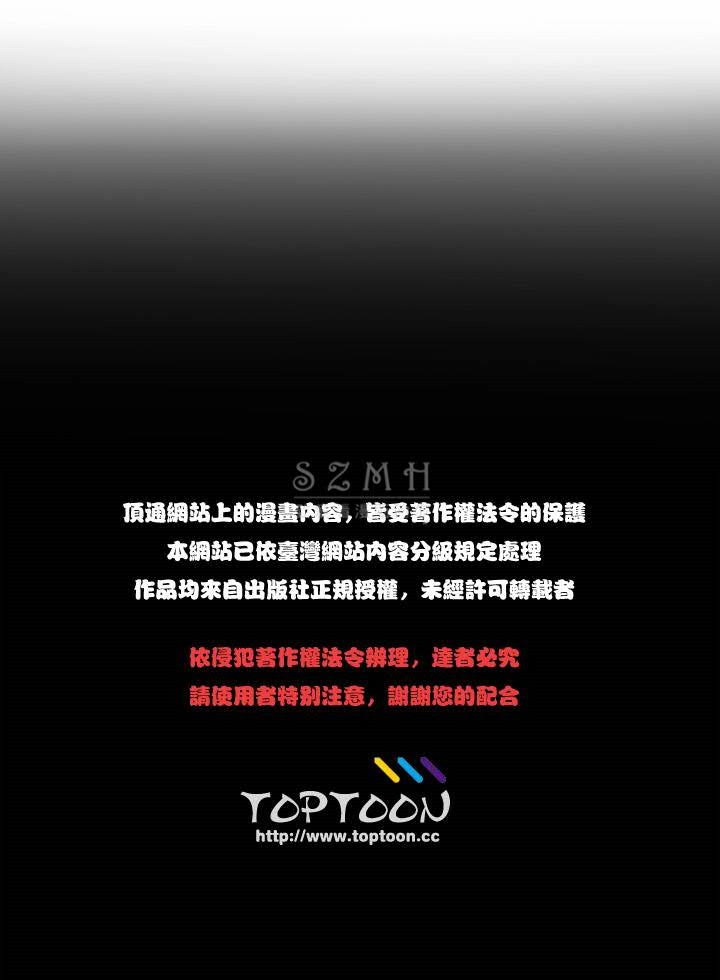 SZMH
頂通網站上的漫畫內容，皆受著作權法令的保護
本網站已依臺灣網站內容分級規定處理
作品均來自出版社正規授權，未經許可轉載者
依侵犯著作權法令辨理，達者必究
請使用者特別注意，謝謝您的配合
TOPTOON
http://www.toptoon.cc